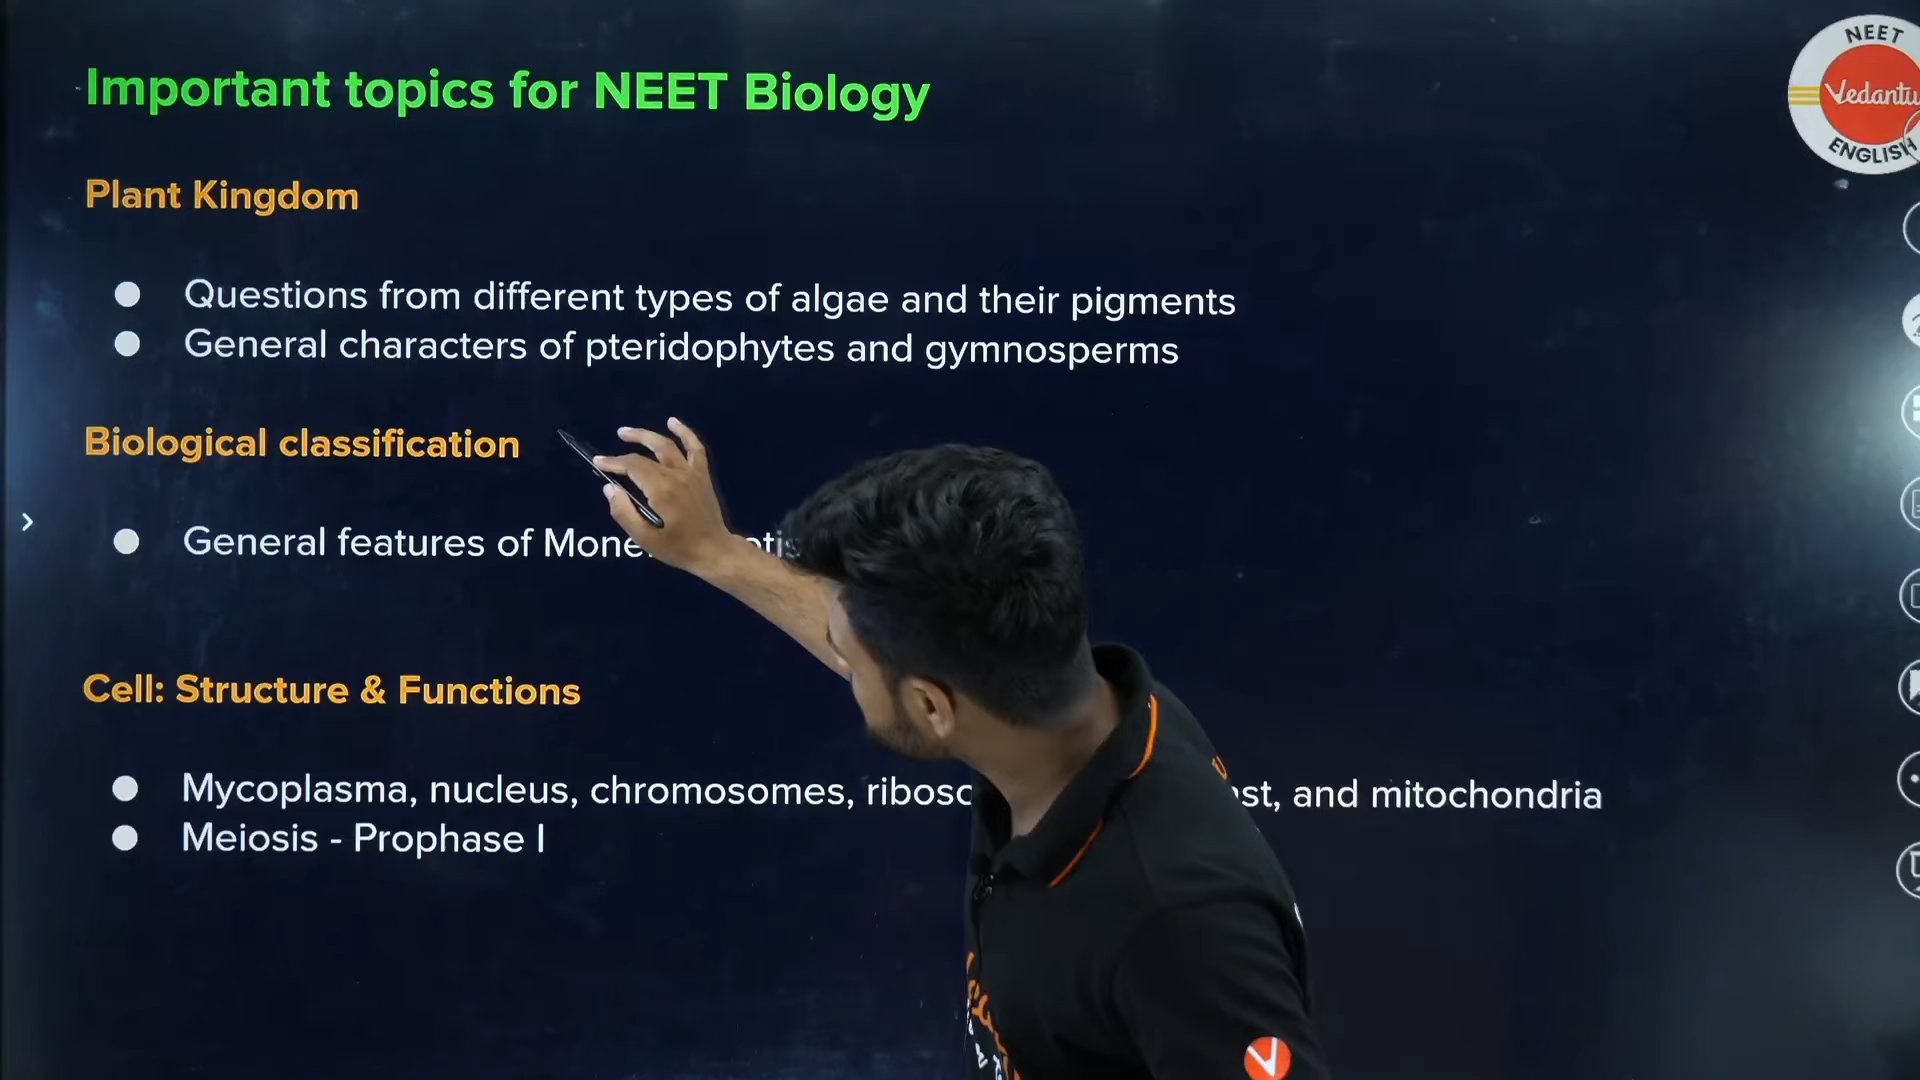 Important topics for NEET Biology
NEET
Vedantu
ENGLISH
Plant Kingdom
● Questions from different types of algae and their pigments
● General characters of pteridophytes and gymnosperms
Biological classification
● General features of
Cell: Structure & Functions
● Mycoplasma, nucleus, chromosomes, and mitochondria
● Meiosis - Prophase I